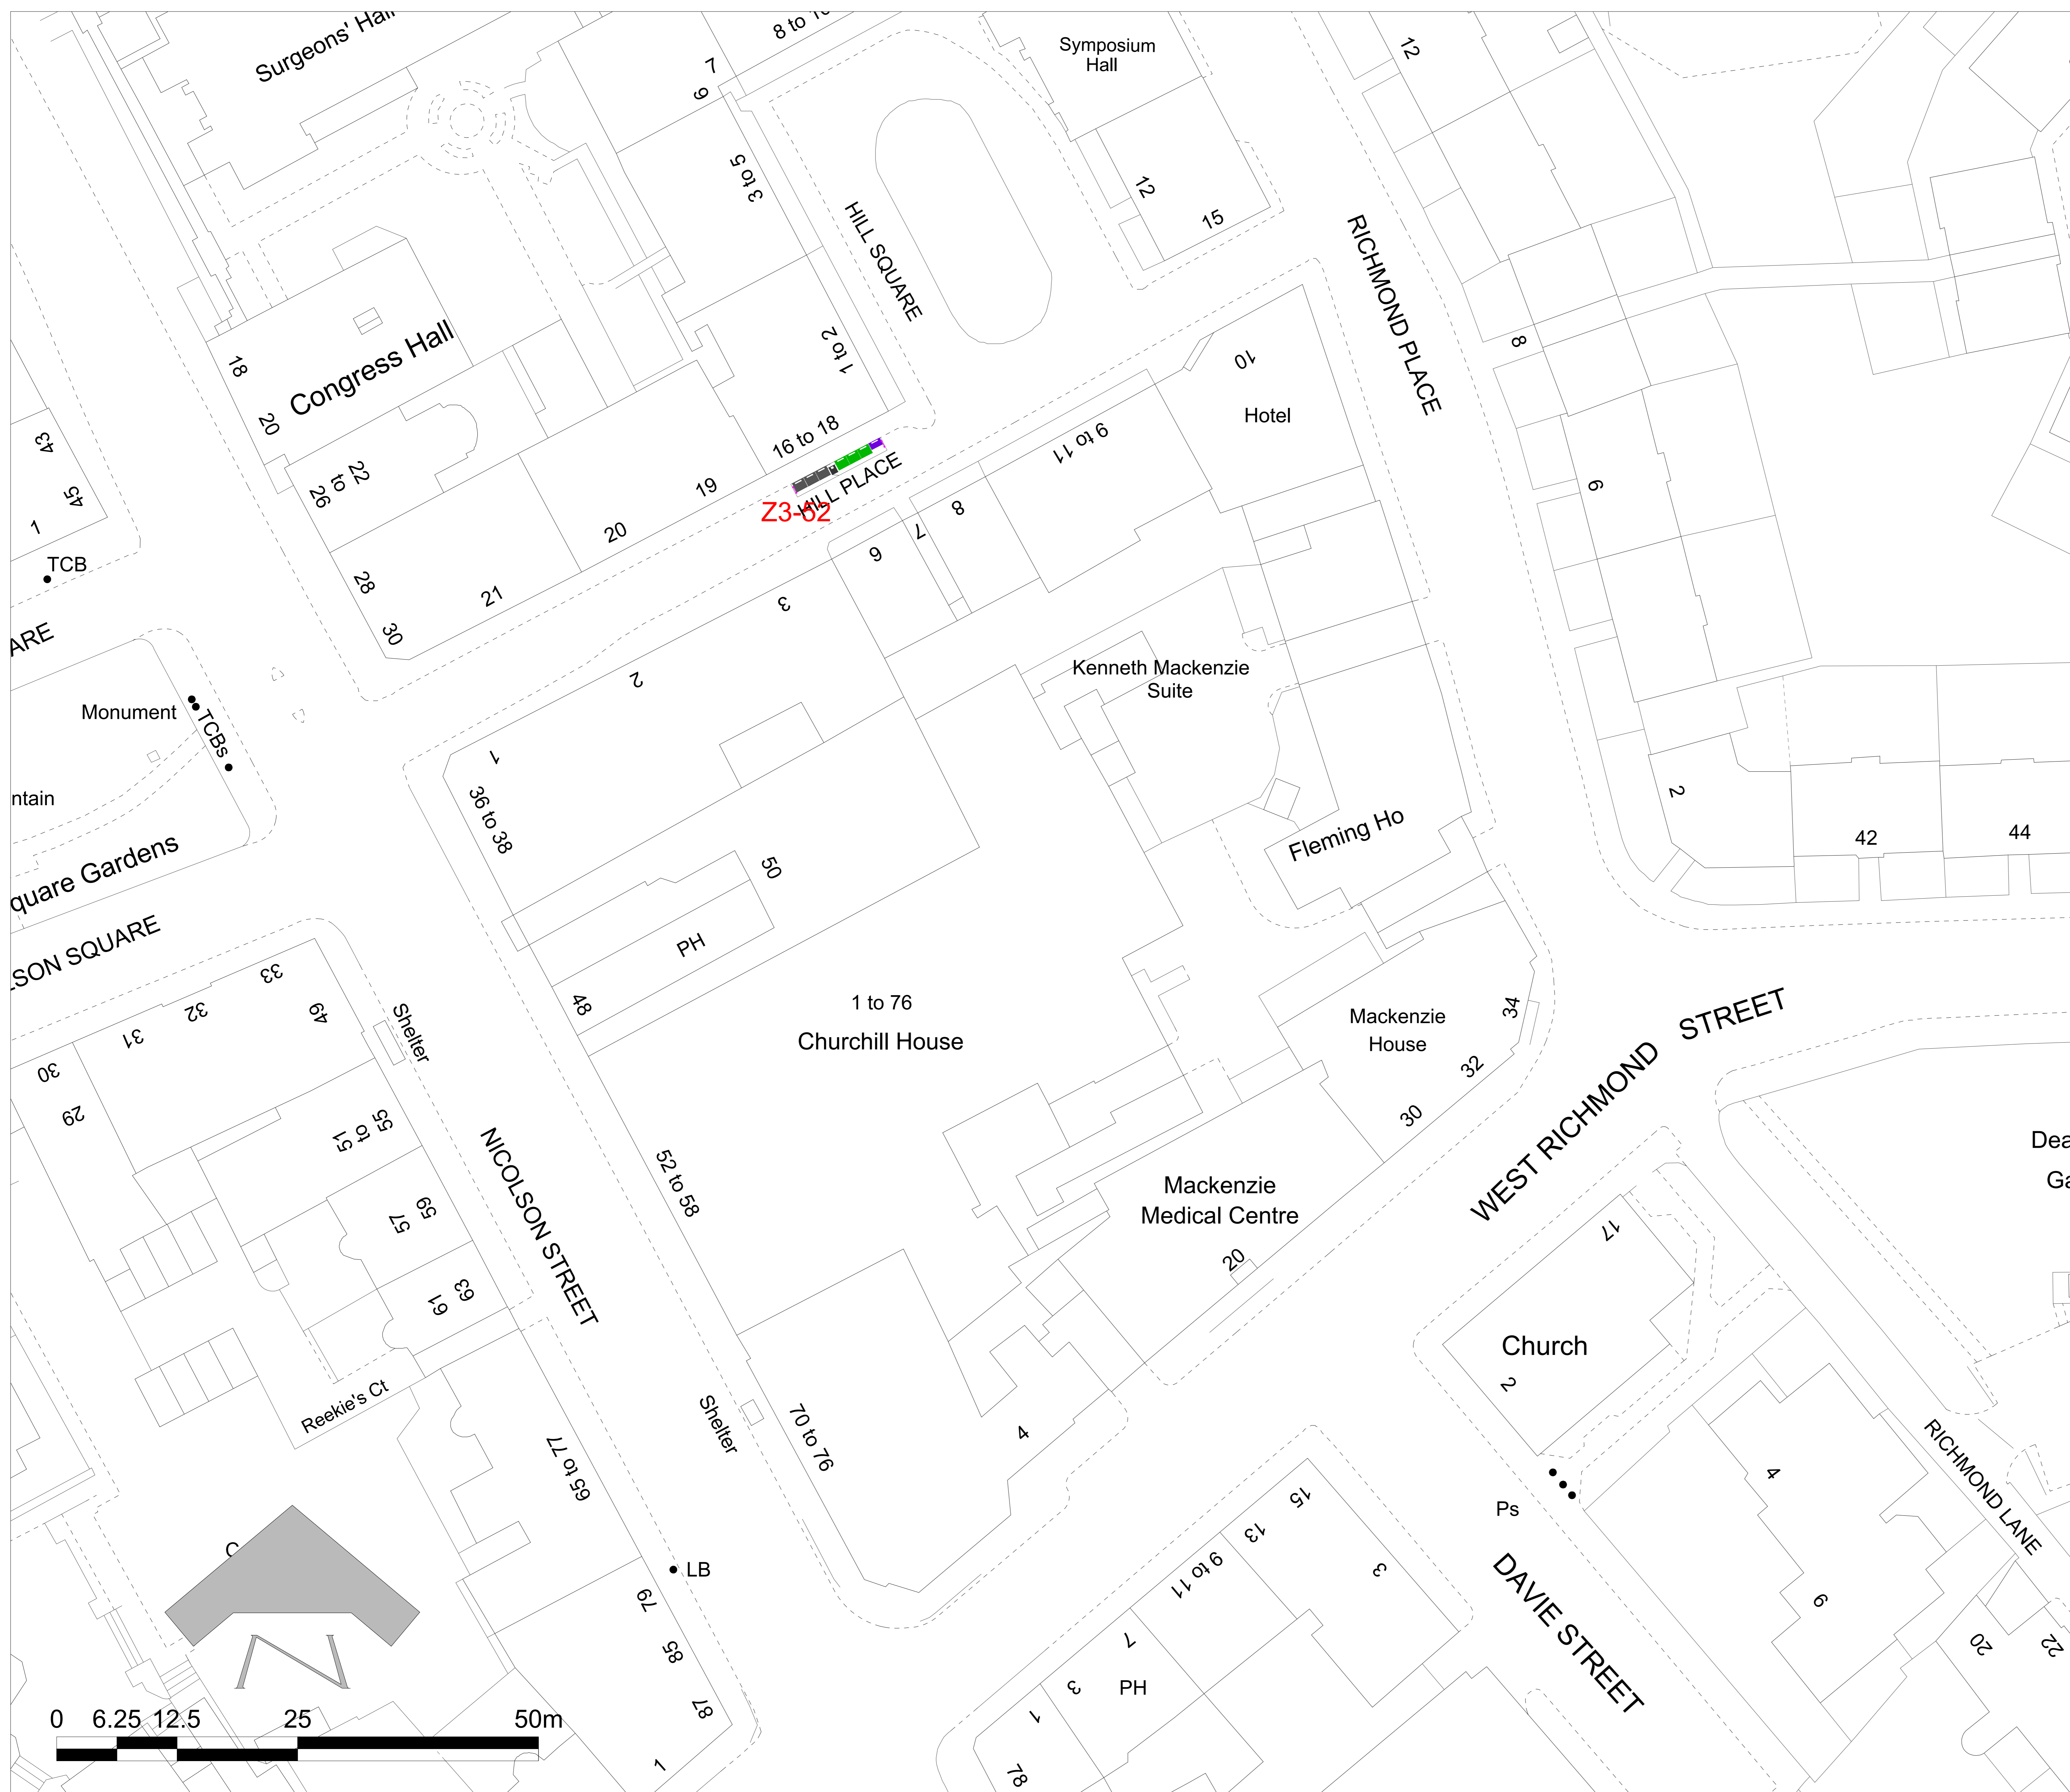 Surgeons' Hall
8 to
7
6
3 to 5
HILL SQUARE
1 to 2
Symposium
Hall
12
15
12
RICHMOND PLACE
18
20
Congress Hall
22
to
26
16 to 18
HILL PLACE
Z3-62
19
20
21
28
30
10
Hotel
9 to 11
8
7
6
3
2
1
8
6
43
45
1
TCB
ARE
Monument
TCBs
ntain
quare Gardens
SON SQUARE
36 to 38
50
PH
48
Kenneth Mackenzie
Suite
Fleming Ho
2
42
44
33
32
31
30
29
49
Shelter
55
to
51
59
57
63
61
NICOLSON STREET
52 to 58
1 to 76
Churchill House
Mackenzie
House
34
32
30
Mackenzie
Medical Centre
20
WEST RICHMOND STREET
Dea
Ga
17
Church
2
Reekie's Ct
65 to 77
Shelter
70 to 76
4
LB
79
85
87
1
15
13
9 to 11
7
3
1
PH
3
78
Ps
DAVIE STREET
4
6
RICHMOND LANE
20
22
C
N
0 6.25 12.5 25 50m